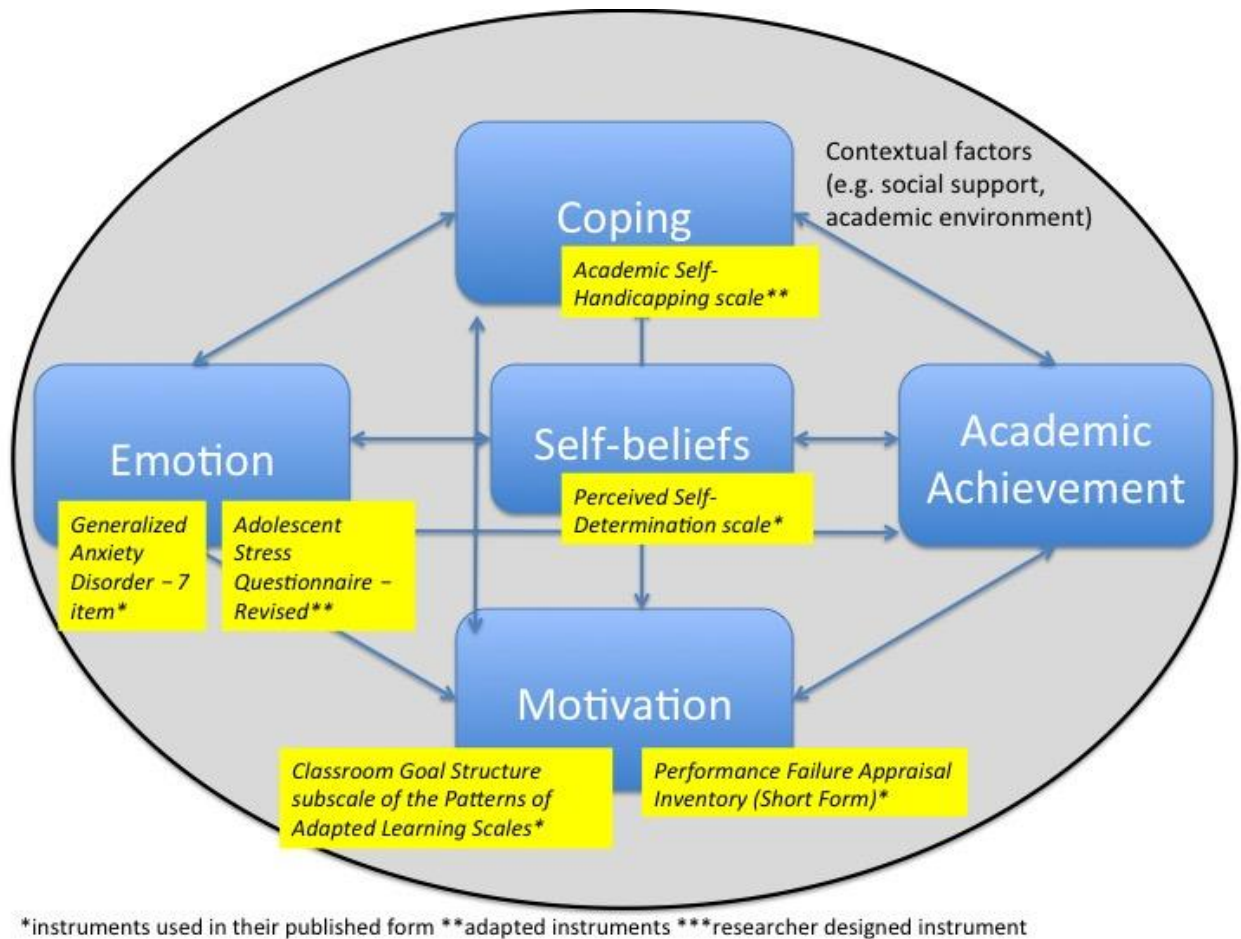 Coping
Academic Self-
Handicapping scale**
Contextual factors
(e.g. social support,
academic environment)
Emotion
Generalized
Anxiety
Disorder – 7
item*
Adolescent
Stress
Questionnaire –
Revised**
Self-beliefs
Perceived Self-
Determination scale*
Academic
Achievement
Motivation
Classroom Goal Structure
subscale of the Patterns of
Adapted Learning Scales*
Performance Failure Appraisal
Inventory (Short Form)*
*instruments used in their published form **adapted instruments ***researcher designed instrument